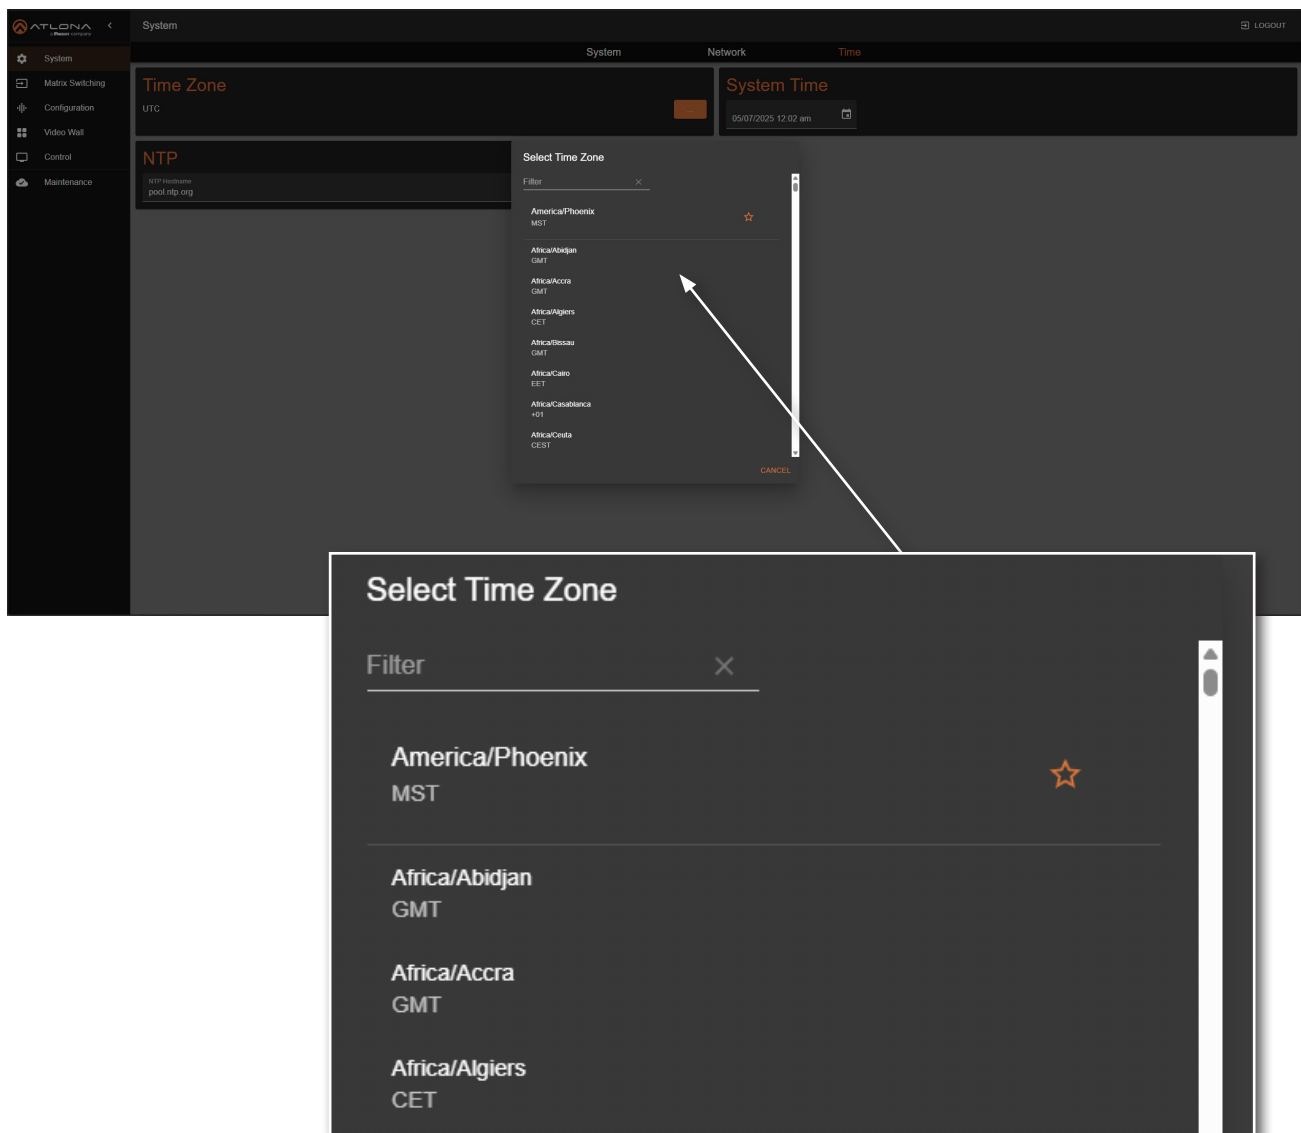 ATLONA
a Panduit company
System
LOGOUT
System
Network
Time
System
Matrix Switching
Configuration
Video Wall
Control
Maintenance
Time Zone
UTC
System Time
05/07/2025 12:02 am
NTP
NTP Hostname
pool.ntp.org
Select Time Zone
Filter
America/Phoenix
MST
Africa/Abidjan
GMT
Africa/Accra
GMT
Africa/Algiers
CET
Africa/Bissau
GMT
Africa/Cairo
EET
Africa/Casablanca
+01
Africa/Ceuta
CEST
CANCEL
Select Time Zone
Filter
America/Phoenix
MST
Africa/Abidjan
GMT
Africa/Accra
GMT
Africa/Algiers
CET